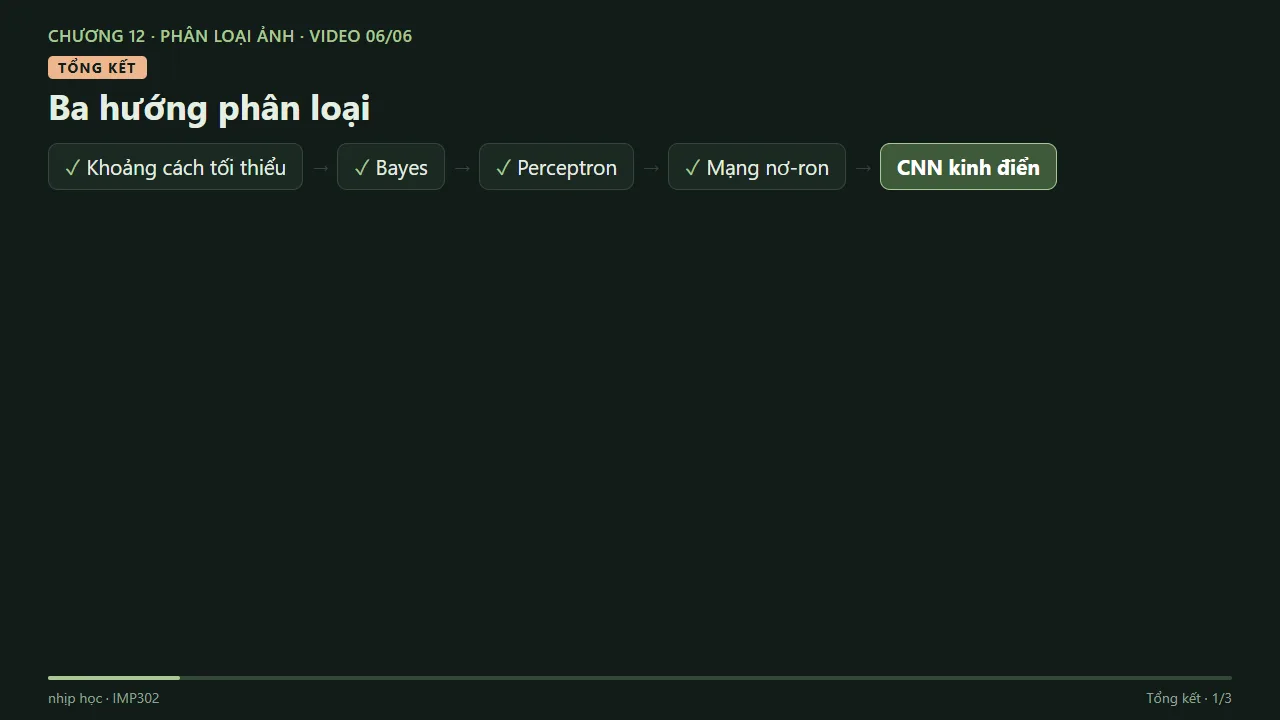 CHƯƠNG 12 · PHÂN LOẠI ẢNH · VIDEO 06/06
TỔNG KẾT
Ba hướng phân loại
✓ Khoảng cách tối thiểu → ✓ Bayes → ✓ Perceptron → ✓ Mạng nơ-ron → CNN kinh điển
nhịp học · IMP302
Tổng kết · 1/3